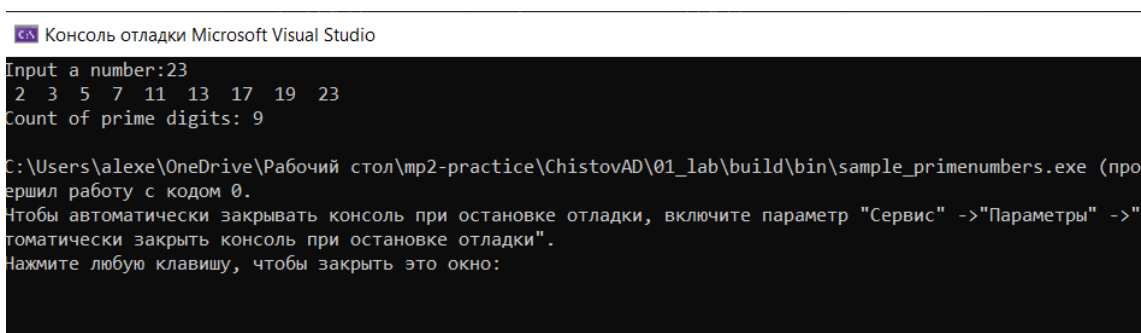 Консоль отладки Microsoft Visual Studio
Input a number:23
2 3 5 7 11 13 17 19 23
Count of prime digits: 9
C:\Users\alexe\OneDrive\Рабочий стол\mp2-practice\ChistovAD\01_lab\build\bin\sample_primenumbers.exe (про
ершил работу с кодом 0.
Чтобы автоматически закрывать консоль при остановке отладки, включите параметр "Сервис" ->"Параметры" ->"
томатически закрыть консоль при остановке отладки".
Нажмите любую клавишу, чтобы закрыть это окно: